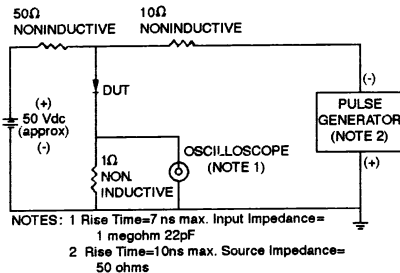 50Ω
NONINDUCTIVE
10Ω
NONINDUCTIVE
DUT
(+)
50 Vdc
(approx)
(-)
1Ω
NON.
INDUCTIVE
OSCILLOSCOPE
(NOTE 1)
(-)
PULSE
GENERATOR
(NOTE 2)
(+)
NOTES: 1 Rise Time=7 ns max. Input Impedance=
1 megohm 22pF
2 Rise Time=10ns max. Source Impedance=
50 ohms